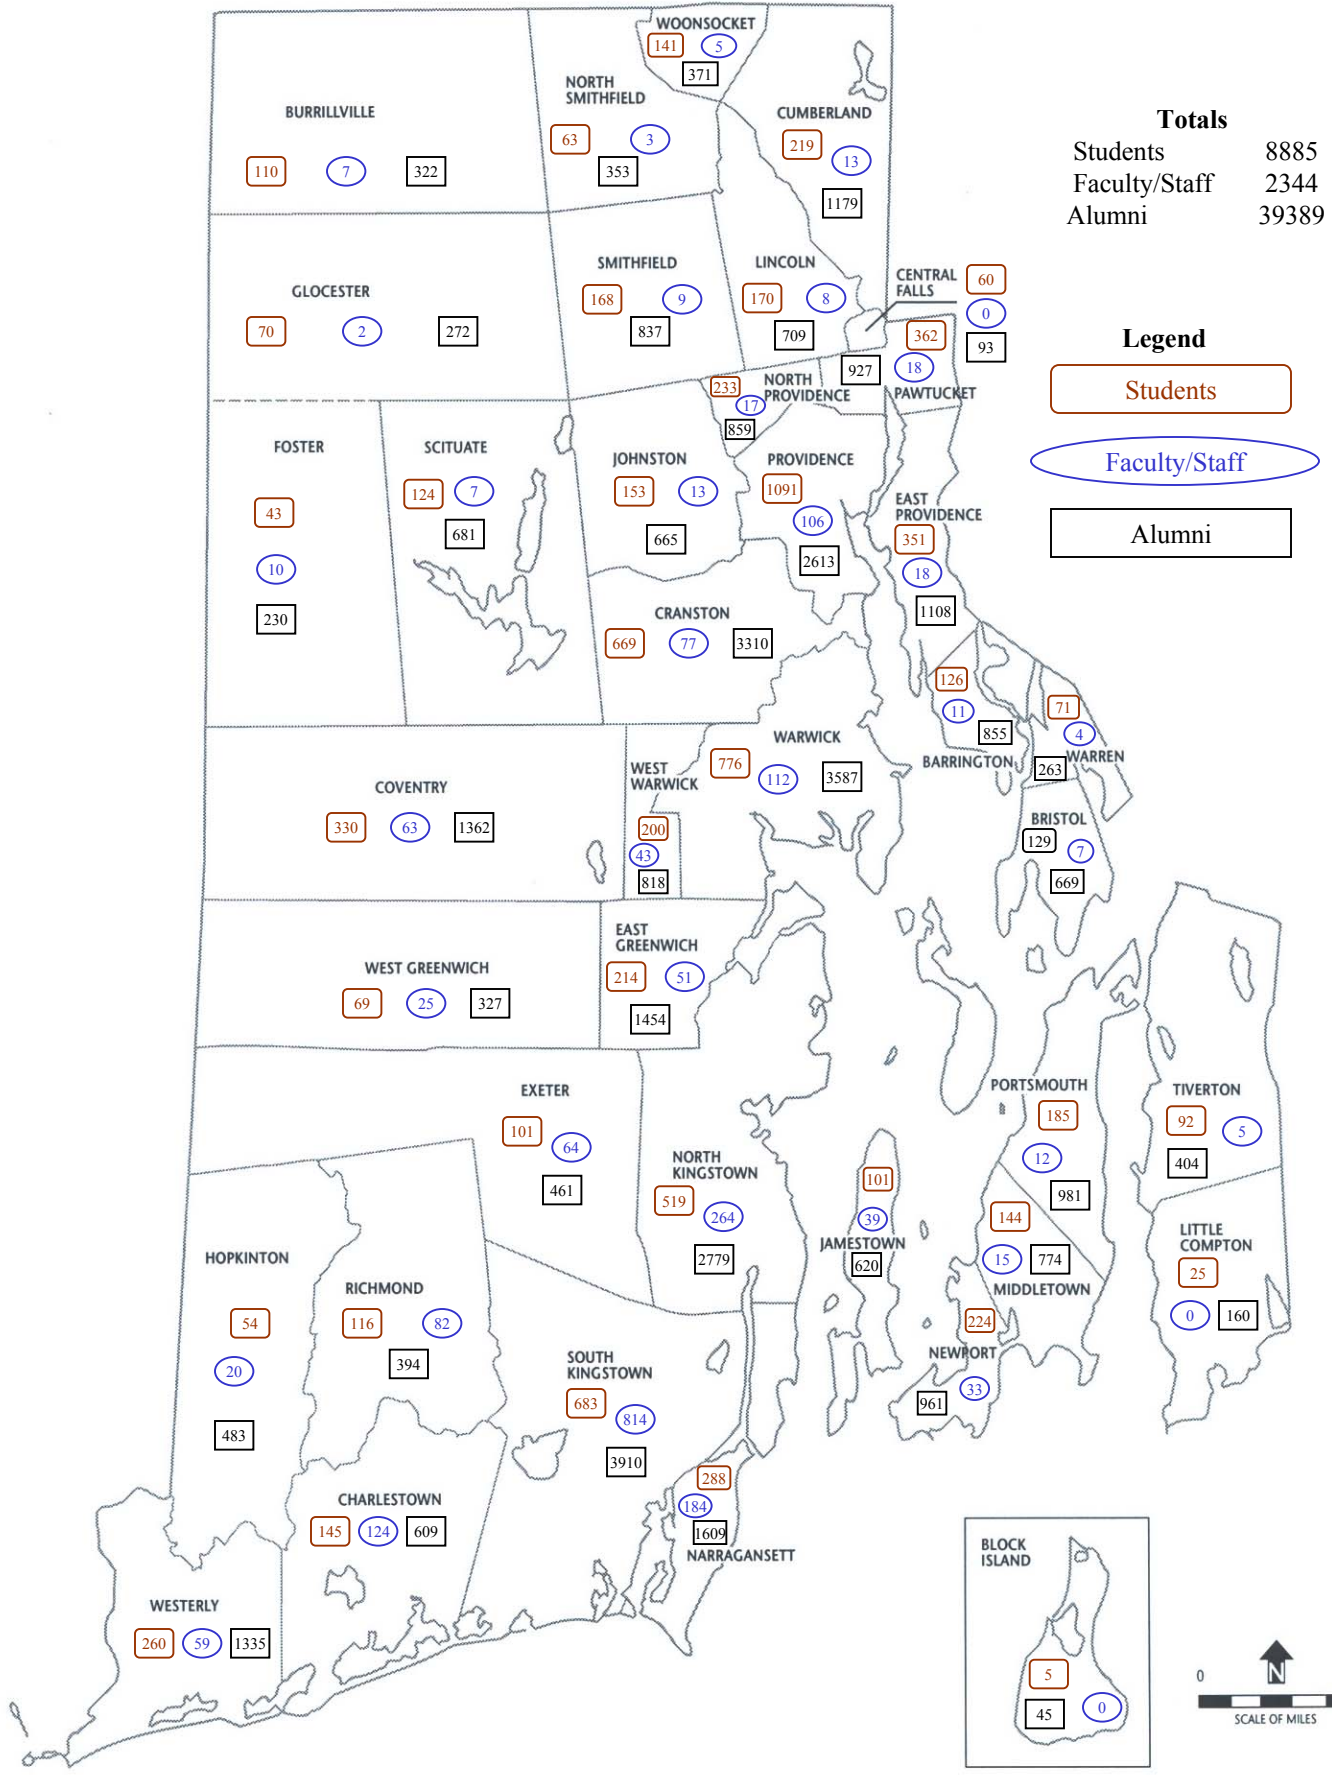 WOONSOCKET
141 5
371
NORTH
SMITHFIELD
63 3
353
BURRILLVILLE
110 7 322
CUMBERLAND
219 13
1179
Totals
Students 8885
Faculty/Staff 2344
Alumni 39389
GLOCESTER
70 2 272
SMITHFIELD
168 9
837
LINCOLN
170 8
709
CENTRAL
FALLS
60
0
93
362
18
927
PAWTUCKET
Legend
Students
Faculty/Staff
Alumni
233
17
859
NORTH
PROVIDENCE
FOSTER
43
10
230
SCITUATE
124 7
681
JOHNSTON
153 13
665
PROVIDENCE
1091
106
2613
EAST
PROVIDENCE
351
18
1108
CRANSTON
669 77 3310
126
11
855
BARRINGTON
71
4
WARREN
263
WARWICK
776 112 3587
WEST
WARWICK
200
43
818
COVENTRY
330 63 1362
BRISTOL
129 7
669
EAST
GREENWICH
214 51
1454
WEST GREENWICH
69 25 327
EXETER
101 64
461
NORTH
KINGSTOWN
519 264
2779
101
39
JAMESTOWN
620
PORTSMOUTH
185
12
981
TIVERTON
92 5
404
144
15 774
MIDDLETOWN
LITTLE
COMPTON
25
0 160
224
NEWPORT
33
961
HOPKINTON
54
20
483
RICHMOND
116 82
394
SOUTH
KINGSTOWN
683 814
3910
288
184
1609
NARRAGANSETT
CHARLESTOWN
145 124 609
WESTERLY
260 59 1335
BLOCK
ISLAND
5
45 0
N
0
SCALE OF MILES